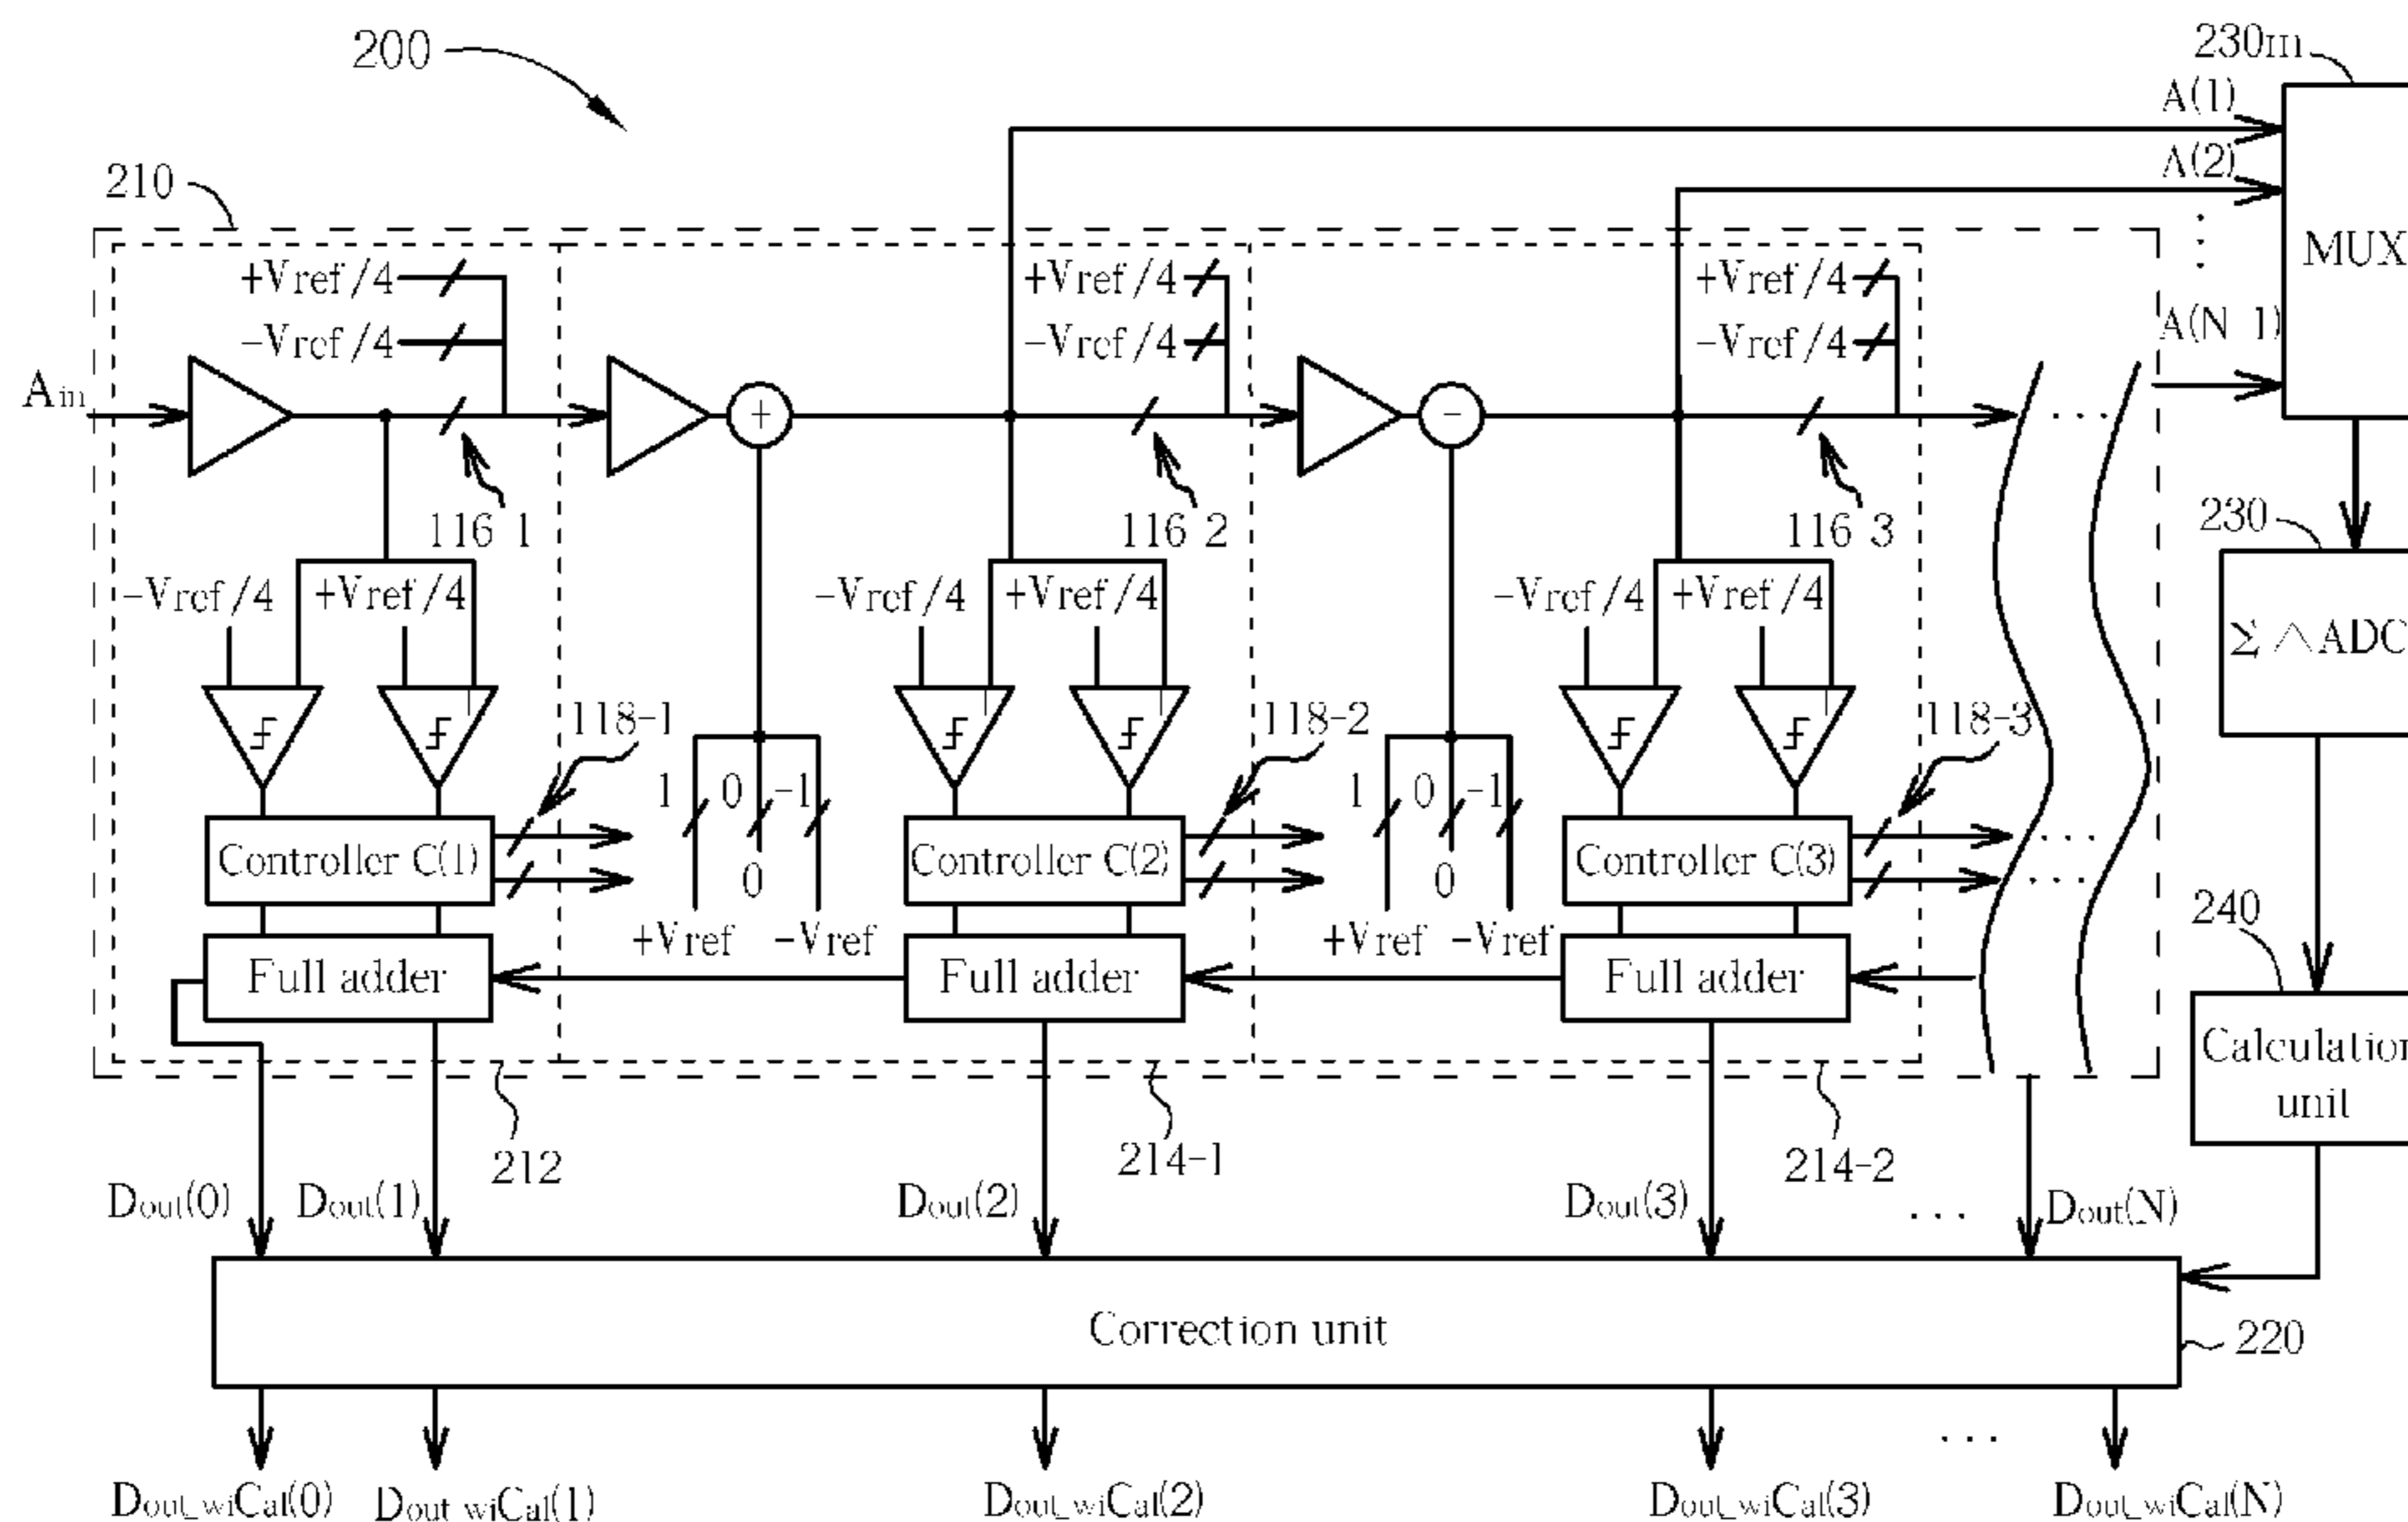 200
230m
A(1)
A(2)
210
+Vref/4
+Vref/4
+Vref/4
MUX
-Vref/4
-Vref/4
-Vref/4
A(N 1)
Ain
+
-
. . .
116 1
116 2
116 3
230
-Vref/4
+Vref/4
-Vref/4
+Vref/4
-Vref/4
+Vref/4
Σ △ADC
118-1
118-2
118-3
1 0 -1
1 0 -1
Controller C(1)
0
Controller C(2)
0
Controller C(3)
. . .
. . .
240
+Vref -Vref
+Vref -Vref
Full adder
Full adder
Full adder
Calculation
unit
212
214-1
214-2
Dout(0)
Dout(1)
Dout(2)
Dout(3)
. . .
Dout(N)
Correction unit
220
. . .
Dout_wiCal(0)
Dout wiCal(1)
Dout_wiCal(2)
Dout_wiCal(3)
Dout_wiCal(N)